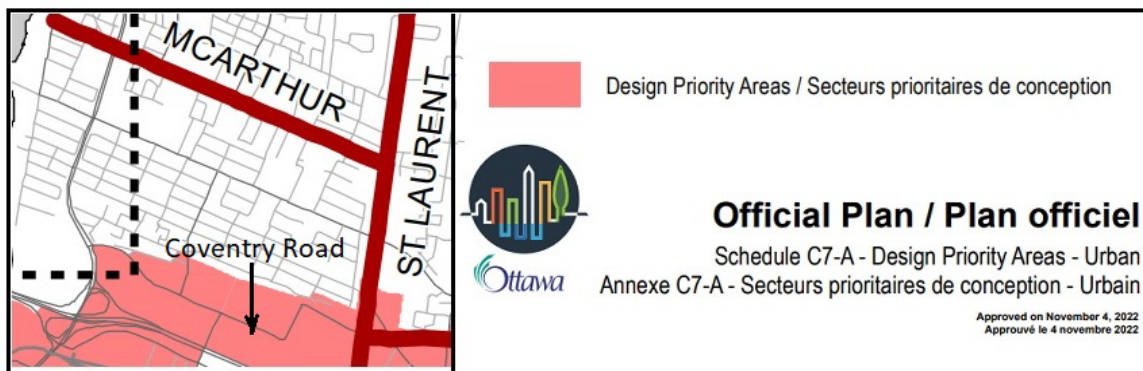 MCARTHUR
ST LAURENT
Coventry Road
Design Priority Areas / Secteurs prioritaires de conception
Ottawa
Official Plan / Plan officiel
Schedule C7-A - Design Priority Areas - Urban
Annexe C7-A - Secteurs prioritaires de conception - Urbain
Approved on November 4, 2022
Approuvé le 4 novembre 2022